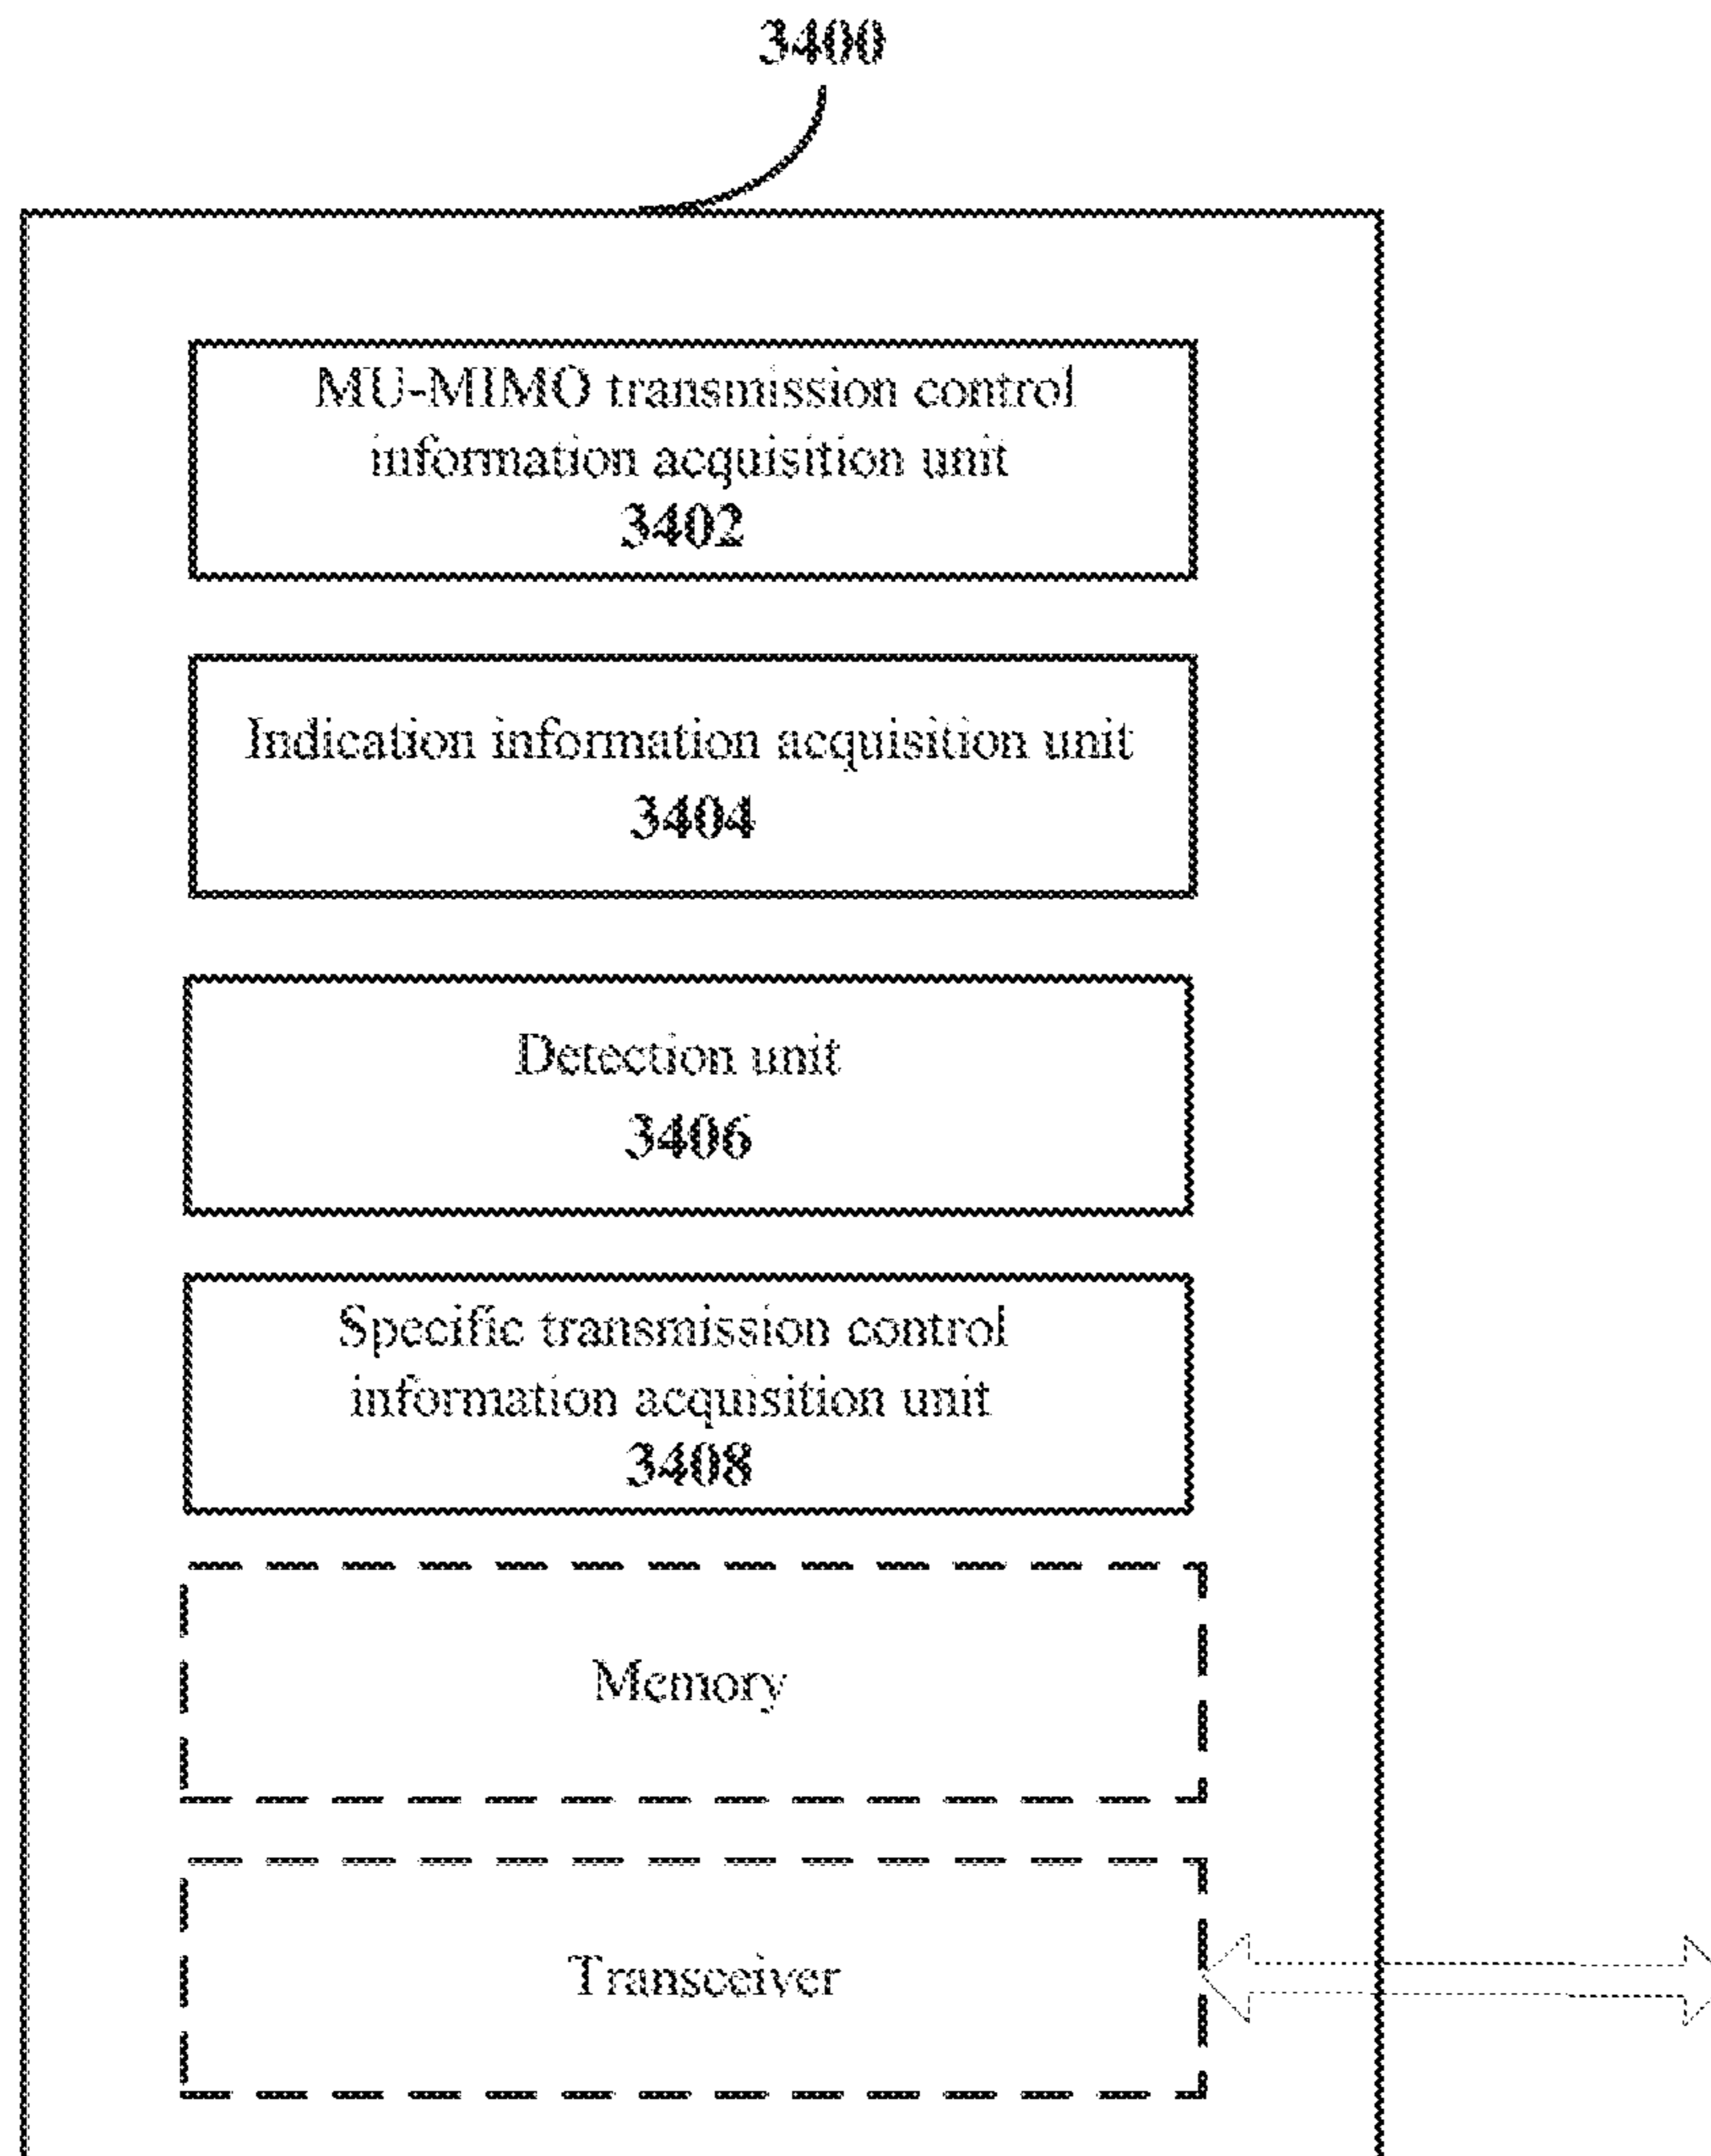 3400
MU-MIMO transmission control
information acquisition unit
3402
Indication information acquisition unit
3404
Detection unit
3406
Specific transmission control
information acquisition unit
3408
Memory
Transceiver